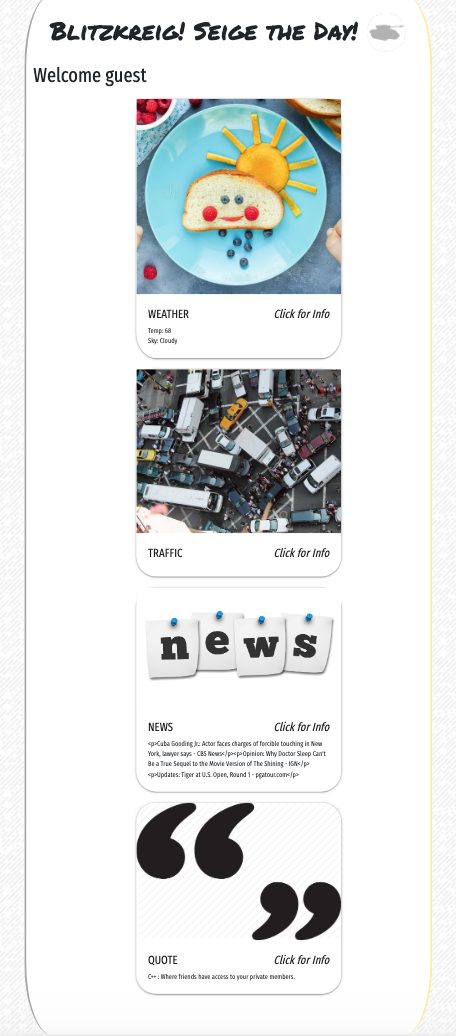 Blitzkreig! Seige the Day!
Welcome guest
WEATHER Click for Info
Temp: 68
Sky: Cloudy
TRAFFIC Click for Info
news
NEWS Click for Info
<p>Cuba Gooding Jr.: Actor faces charges of forcible touching in New
York, lawyer says - CBS News</p><p>Opinion: Why Doctor Sleep Can't
Be a True Sequel to the Movie Version of The Shining - IGN</p>
<p>Updates: Tiger at U.S. Open, Round 1 - pgatour.com</p>
QUOTE Click for Info
C++ : Where friends have access to your private members.